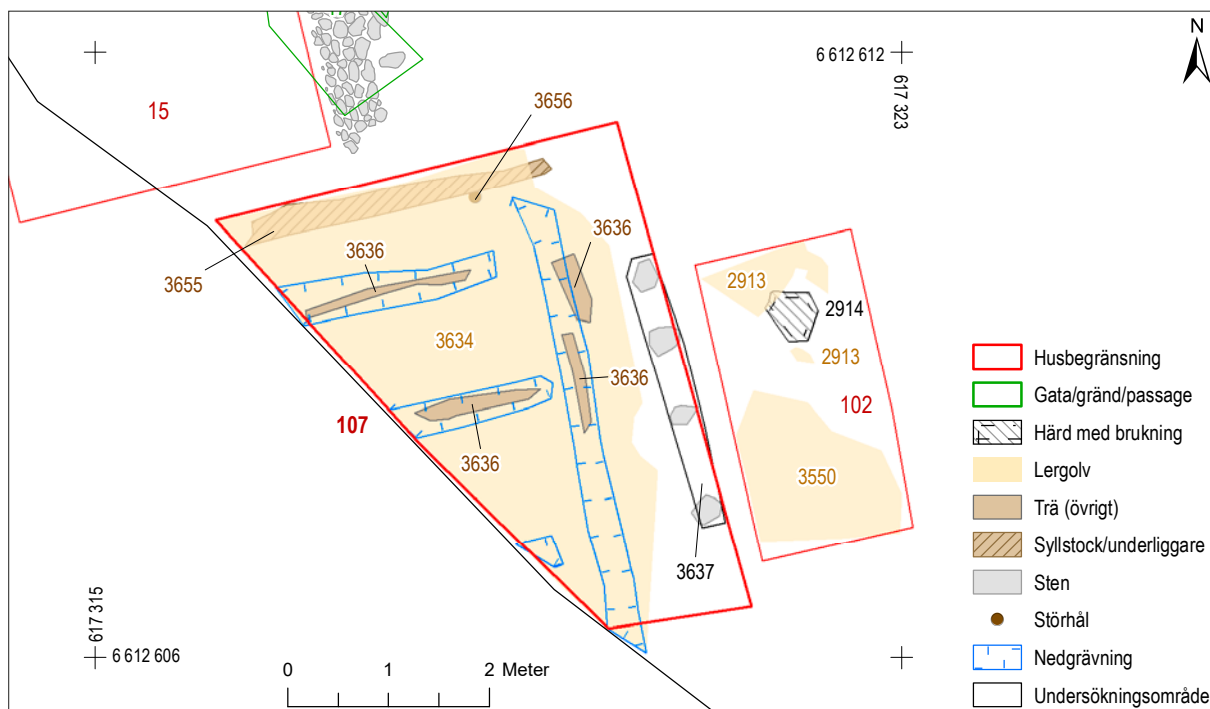 N
6 612 612
617 323
15
3656
3636
3636
3655
2913
2914
3634
2913
3636
107
102
3636
3550
3637
617 315
6 612 606
0 1 2 Meter
Husbegränsning
Gata/gränd/passage
Härd med brukning
Lergolv
Trä (övrigt)
Syllstock/underliggare
Sten
Störhål
Nedgrävning
Undersökningsområde